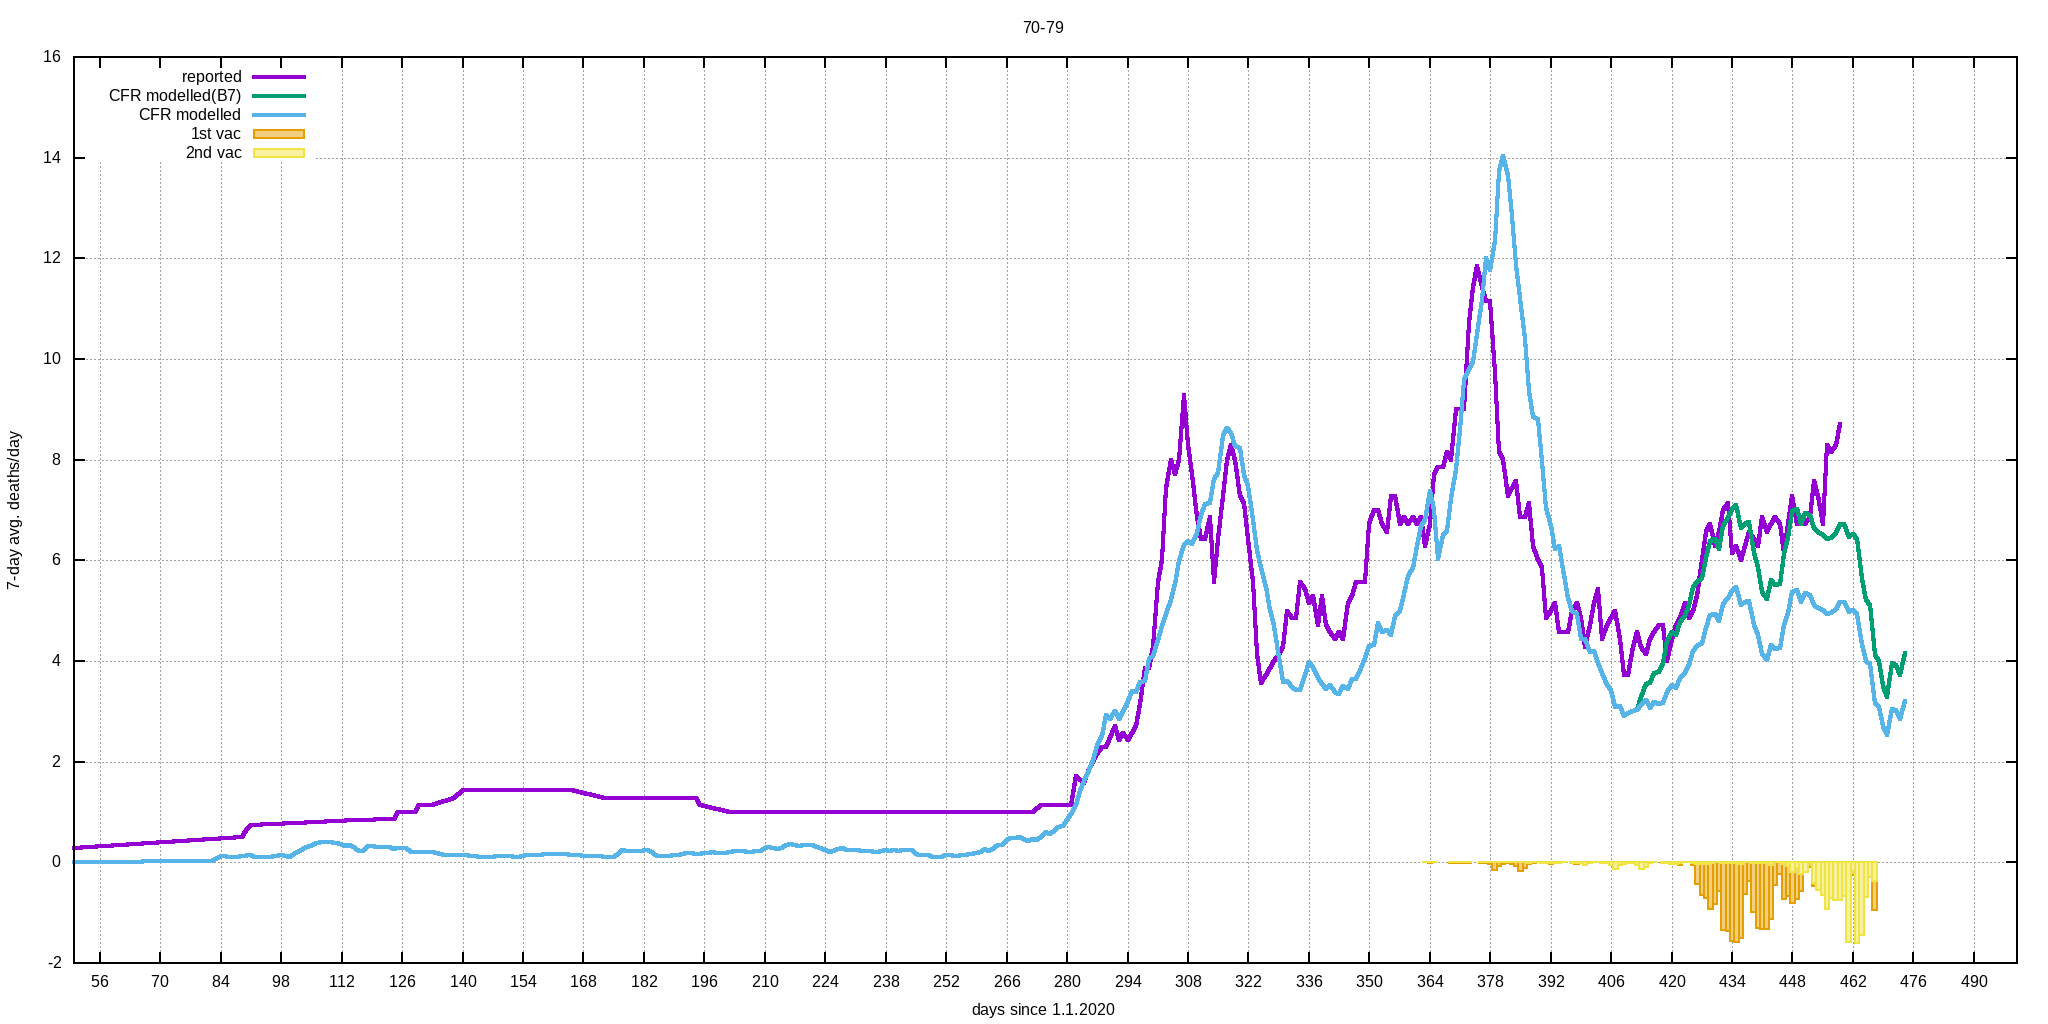 70-79
reported
CFR modelled(B7)
CFR modelled
1st vac
2nd vac
16
14
12
10
8
6
4
2
0
-2
7-day avg. deaths/day
56 70 84 98 112 126 140 154 168 182 196 210 224 238 252 266 280 294 308 322 336 350 364 378 392 406 420 434 448 462 476 490
days since 1.1.2020